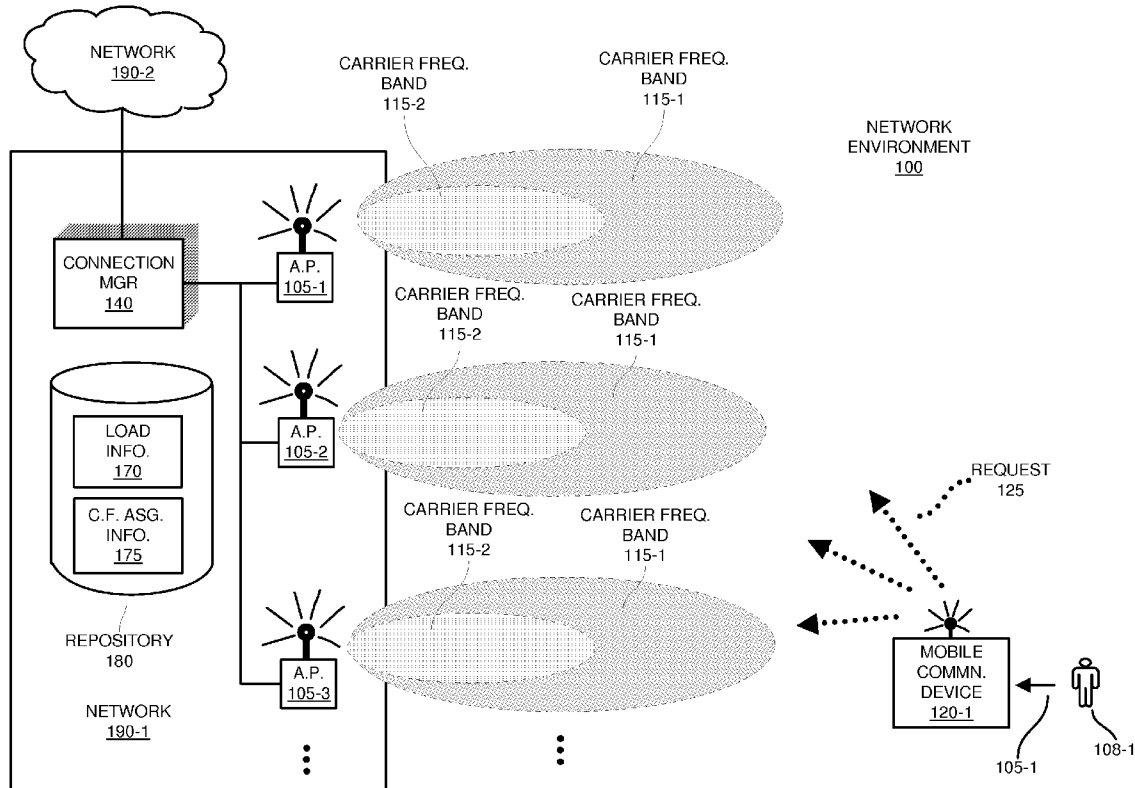 NETWORK
190-2
CARRIER FREQ.
BAND
115-2
CARRIER FREQ.
BAND
115-1
NETWORK
ENVIRONMENT
100
CONNECTION
MGR
140
A.P.
105-1
CARRIER FREQ.
BAND
115-2
CARRIER FREQ.
BAND
115-1
A.P.
105-2
LOAD
INFO.
170
C.F. ASG.
INFO.
175
REPOSITORY
180
CARRIER FREQ.
BAND
115-2
CARRIER FREQ.
BAND
115-1
A.P.
105-3
NETWORK
190-1
REQUEST
125
MOBILE
COMMN.
DEVICE
120-1
105-1
108-1